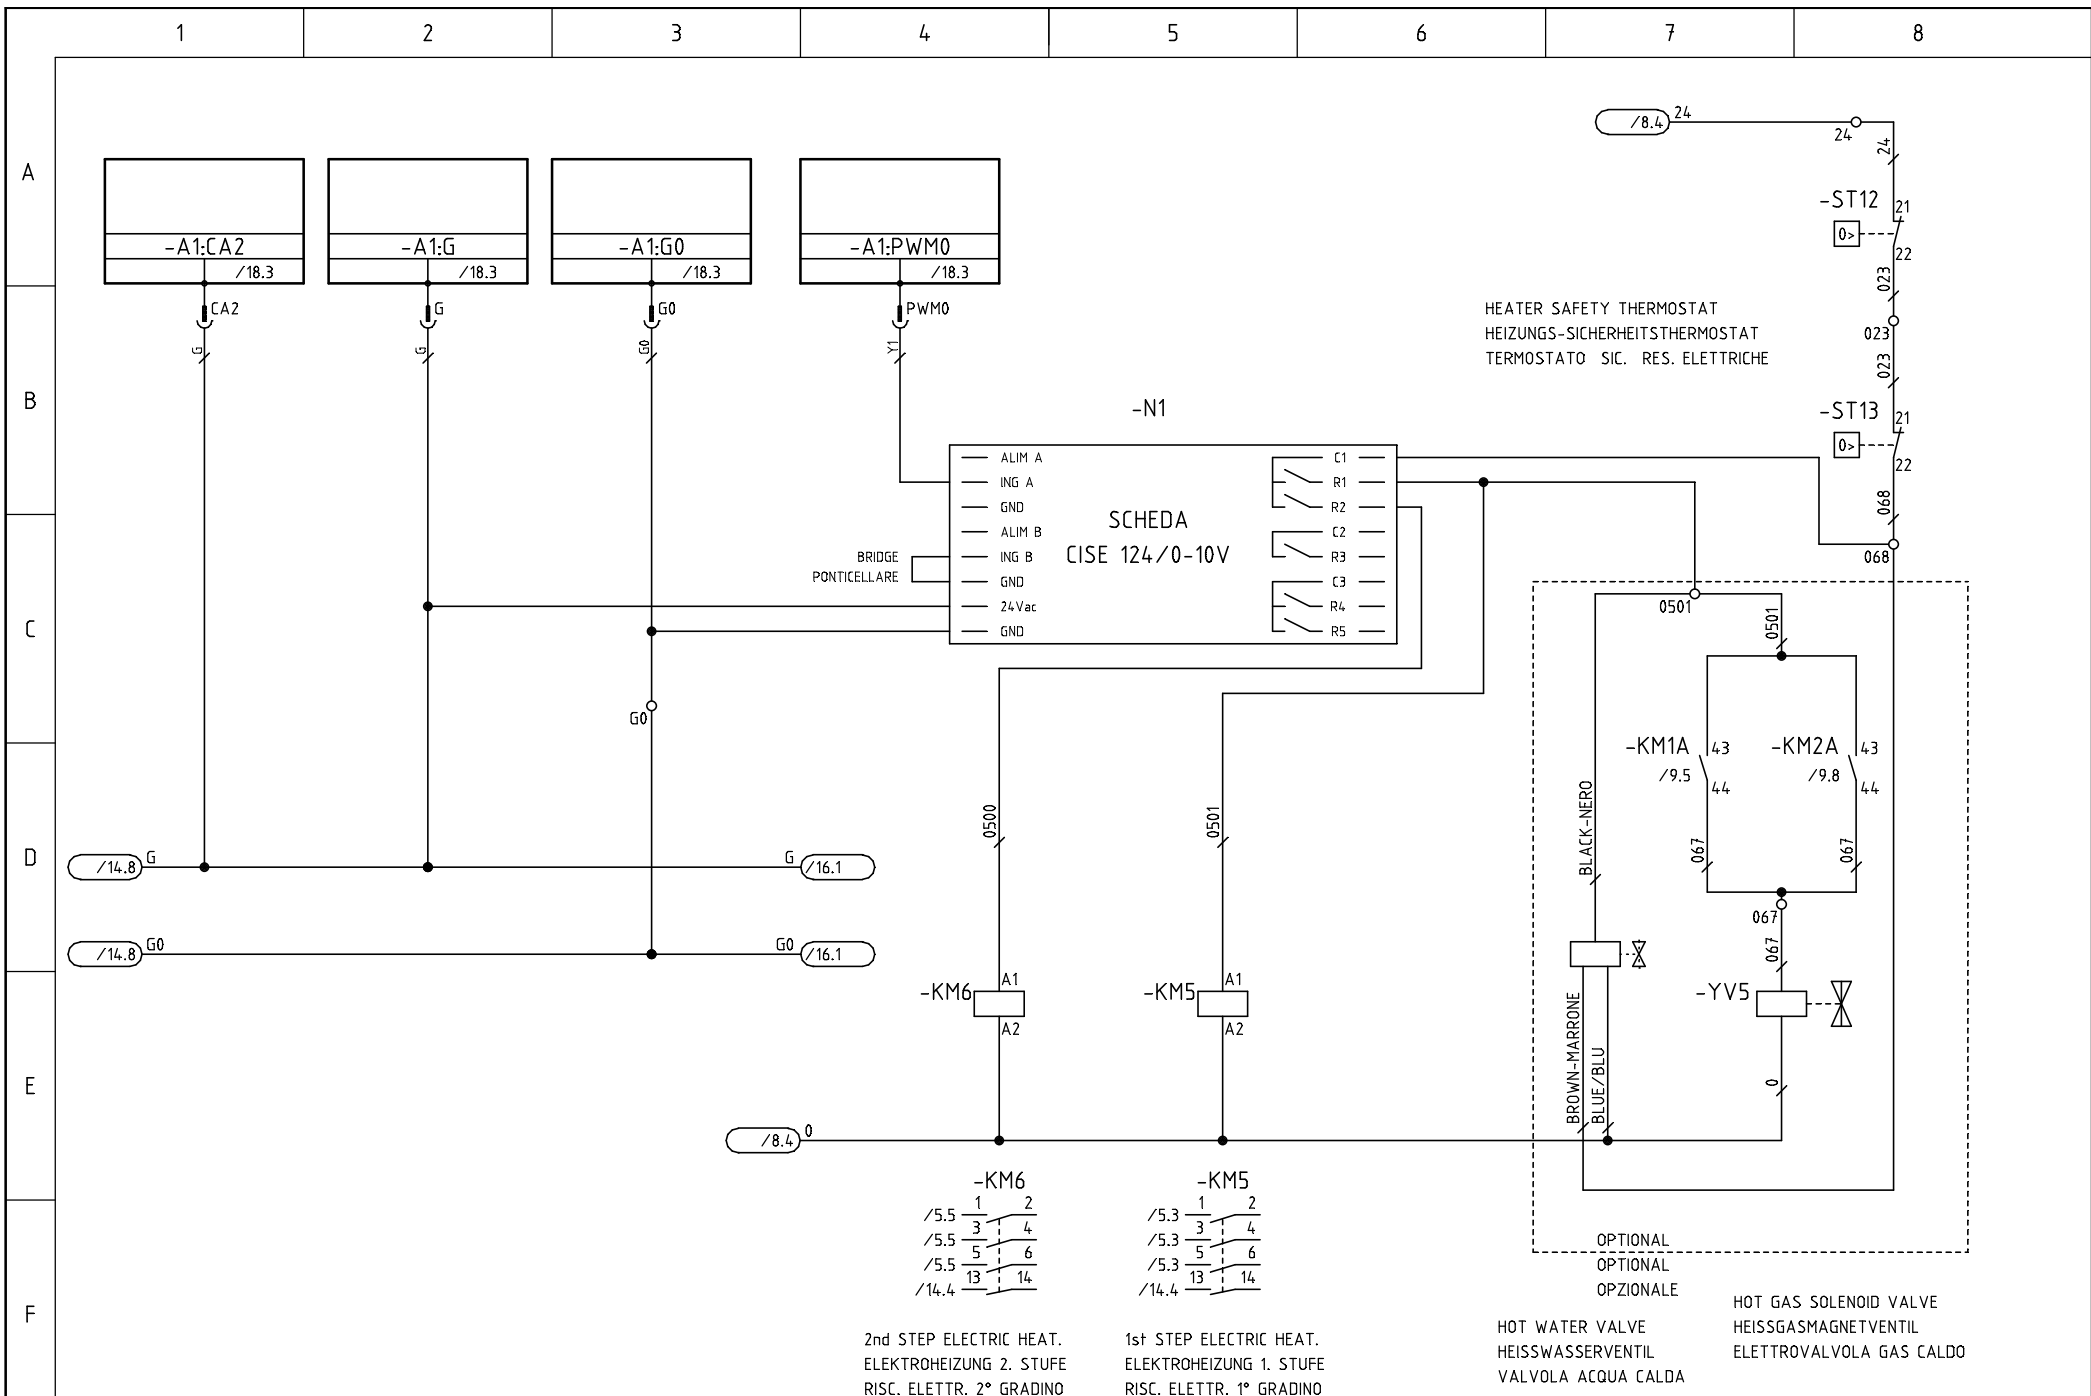 1 2 3 4 5 6 7 8
A
B
C
D
E
F
/8.4 24
24
24
-A1:CA2
/18.3
CA2
G
-A1:G
/18.3
G
G
-A1:G0
/18.3
G0
G0
-A1:PWM0
/18.3
PWM0
Y1
-ST12
21
0>
22
023
023
023
HEATER SAFETY THERMOSTAT
HEIZUNGS-SICHERHEITSTHERMOSTAT
TERMOSTATO SIC. RES. ELETTRICHE
-ST13
21
0>
22
068
068
-N1
ALIM A
ING A
GND
ALIM B
ING B
GND
24Vac
GND
SCHEDA
CISE 124/0-10V
C1
R1
R2
C2
R3
C3
R4
R5
BRIDGE
PONTICELLARE
G0
0501
0501
-KM1A
/9.5
43
44
-KM2A
/9.8
43
44
BLACK-NERO
067
067
067
067
0500
0501
/14.8 G
G /16.1
/14.8 G0
G0 /16.1
-KM6
A1
A2
-KM5
A1
A2
-YV5
BROWN-MARRONE
BLUE/BLU
0
/8.4 0
-KM6
/5.5 1 2
/5.5 3 4
/5.5 5 6
/14.4 13 14
-KM5
/5.3 1 2
/5.3 3 4
/5.3 5 6
/14.4 13 14
2nd STEP ELECTRIC HEAT.
ELEKTROHEIZUNG 2. STUFE
RISC. ELETTR. 2° GRADINO
1st STEP ELECTRIC HEAT.
ELEKTROHEIZUNG 1. STUFE
RISC. ELETTR. 1° GRADINO
OPTIONAL
OPTIONAL
OPZIONALE
HOT WATER VALVE
HEISSWASSERVENTIL
VALVOLA ACQUA CALDA
HOT GAS SOLENOID VALVE
HEISSGASMAGNETVENTIL
ELETTROVALVOLA GAS CALDO